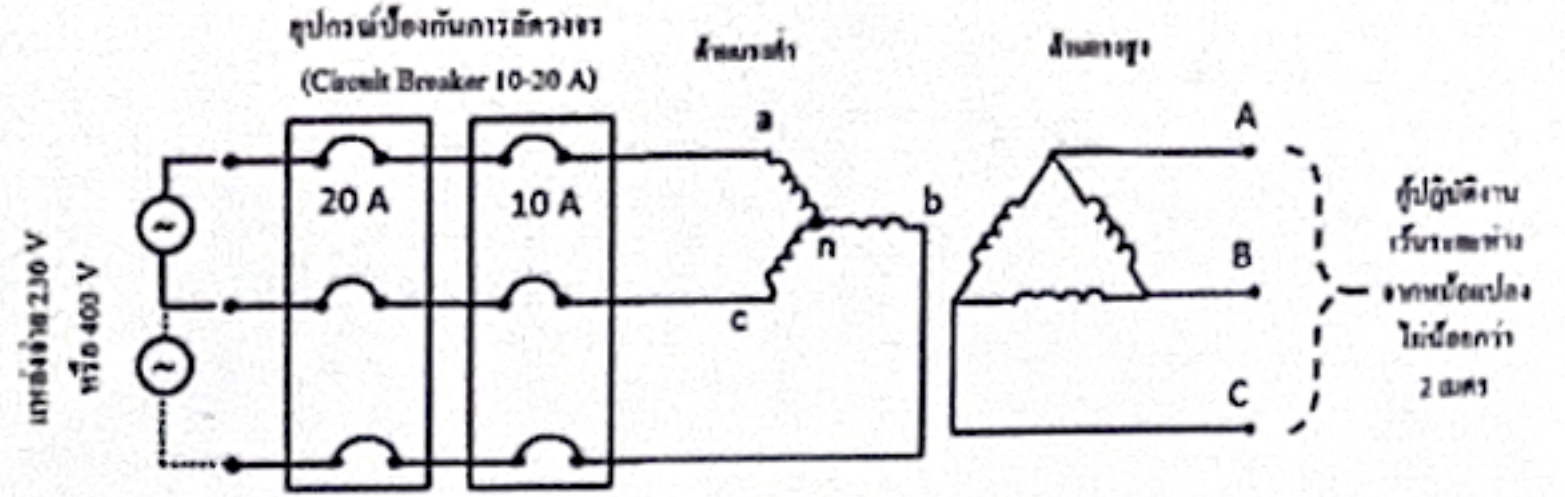 อุปกรณ์ป้องกันการลัดวงจร
(Circuit Breaker 10-20 A)
ด้านแรงต่ำ
ด้านแรงสูง
แหล่งจ่าย 230 V
หรือ 400 V
20 A
10 A
a
b
n
c
A
B
C
ผู้ปฏิบัติงาน
เว้นระยะห่าง
จากหม้อแปลง
ไม่น้อยกว่า
2 เมตร